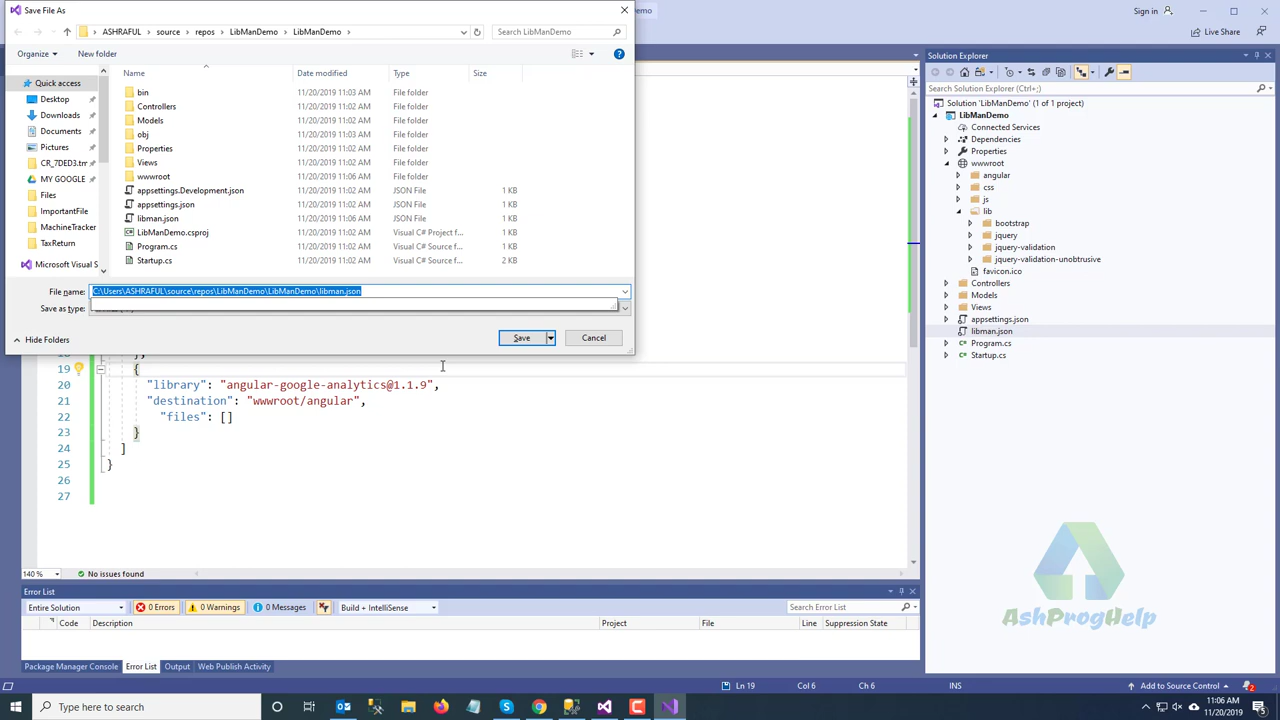 Save File As
ASHRAFUL > source > repos > LibManDemo > LibManDemo >
Search LibManDemo
Demo
Sign in
Live Share
Organize
New folder
Quick access
Desktop
Downloads
Documents
Pictures
CR_7DED3.tm
MY GOOGLE
Files
ImportantFile
MachineTracker
TaxReturn
Microsoft Visual S
Name Date modified Type Size
bin 11/20/2019 11:03 AM File folder
Controllers 11/20/2019 11:02 AM File folder
Models 11/20/2019 11:02 AM File folder
obj 11/20/2019 11:03 AM File folder
Properties 11/20/2019 11:02 AM File folder
Views 11/20/2019 11:02 AM File folder
wwwroot 11/20/2019 11:06 AM File folder
appsettings.Development.json 11/20/2019 11:02 AM JSON File 1 KB
appsettings.json 11/20/2019 11:02 AM JSON File 1 KB
libman.json 11/20/2019 11:06 AM JSON File 1 KB
LibManDemo.csproj 11/20/2019 11:02 AM Visual C# Project f... 1 KB
Program.cs 11/20/2019 11:02 AM Visual C# Source f... 1 KB
Startup.cs 11/20/2019 11:02 AM Visual C# Source f... 2 KB
File name: C:\Users\ASHRAFUL\source\repos\LibManDemo\LibManDemo\libman.json
Save as type:
Hide Folders
Save
Cancel
19 {
20 "library": "angular-google-analytics@1.1.9",
21 "destination": "wwwroot/angular",
22 "files": []
23 }
24 ]
25 }
26
27
140 %
No issues found
Error List
Entire Solution
0 Errors
0 Warnings
0 Messages
Build + IntelliSense
Search Error List
Code Description Project File Line Suppression State
Package Manager Console Error List Output Web Publish Activity
Solution Explorer
Search Solution Explorer (Ctrl+;)
Solution 'LibManDemo' (1 of 1 project)
LibManDemo
Connected Services
Dependencies
Properties
wwwroot
angular
css
js
lib
bootstrap
jquery
jquery-validation
jquery-validation-unobtrusive
favicon.ico
Controllers
Models
Views
appsettings.json
libman.json
Program.cs
Startup.cs
AshProgHelp
Ln 19 Col 6 Ch 6 INS
Add to Source Control
2
Type here to search
11:06 AM
11/20/2019
2